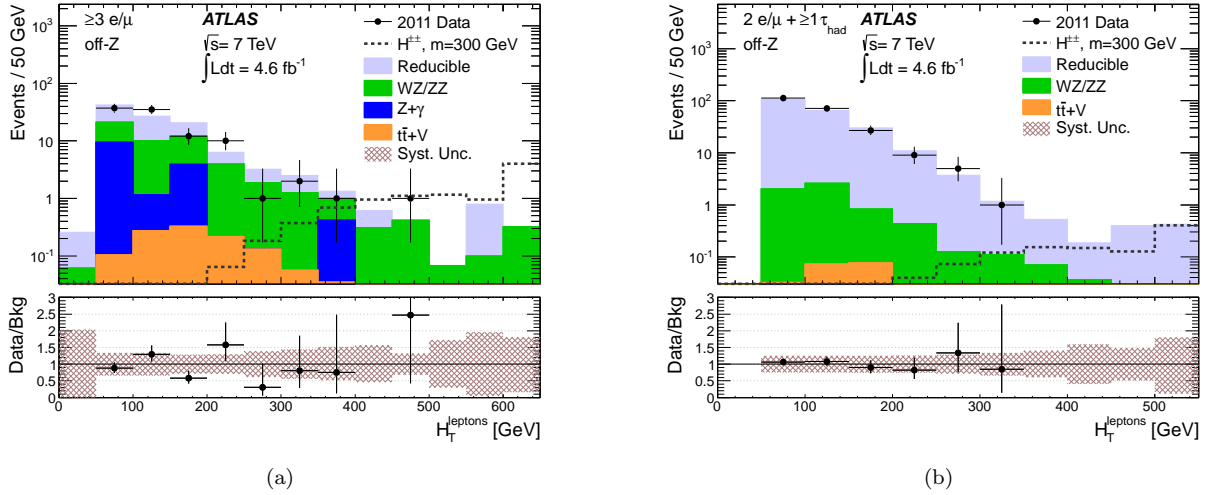 ≥3 e/μ
ATLAS
off-Z
√s= 7 TeV
∫Ldt = 4.6 fb⁻¹
2011 Data
H±±, m=300 GeV
Reducible
WZ/ZZ
Z+γ
tt̄+V
Syst. Unc.
Events / 50 GeV
10³
10²
10
1
10⁻¹
Data/Bkg
3
2.5
2
1.5
1
0.5
0
0 100 200 300 400 500 600
H_T^leptons [GeV]
(a)
2 e/μ + ≥1 τ_had
ATLAS
off-Z
√s= 7 TeV
∫Ldt = 4.6 fb⁻¹
2011 Data
H±±, m=300 GeV
Reducible
WZ/ZZ
tt̄+V
Syst. Unc.
Events / 50 GeV
10³
10²
10
1
10⁻¹
Data/Bkg
3
2.5
2
1.5
1
0.5
0
0 100 200 300 400 500
H_T^leptons [GeV]
(b)